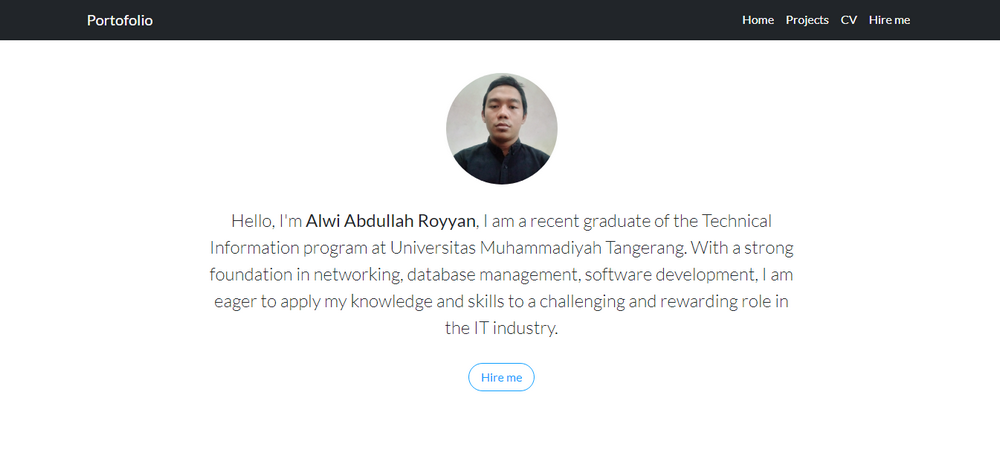 Portofolio
Home Projects CV Hire me
Hello, I'm Alwi Abdullah Royyan, I am a recent graduate of the Technical
Information program at Universitas Muhammadiyah Tangerang. With a strong
foundation in networking, database management, software development, I am
eager to apply my knowledge and skills to a challenging and rewarding role in
the IT industry.
Hire me